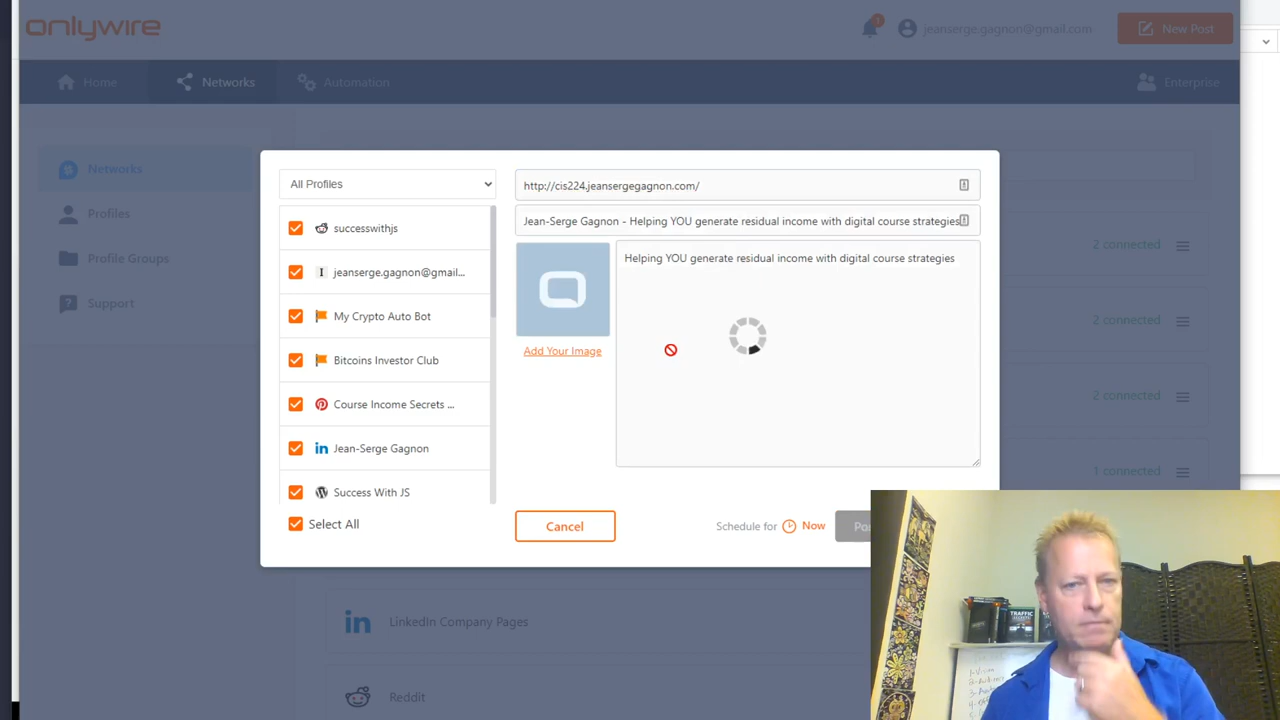 onlywire
1
jeanserge.gagnon@gmail.com
New Post
Home
Networks
Automation
Enterprise
Networks
Profiles
Profile Groups
Support
All Profiles
successwithjs
jeanserge.gagnon@gmail...
My Crypto Auto Bot
Bitcoins Investor Club
Course Income Secrets ...
Jean-Serge Gagnon
Success With JS
Select All
http://cis224.jeansergegagnon.com/
Jean-Serge Gagnon - Helping YOU generate residual income with digital course strategies
Helping YOU generate residual income with digital course strategies
Add Your Image
Cancel
Schedule for
Now
2 connected
2 connected
2 connected
1 connected
LinkedIn Company Pages
Reddit
TRAFFIC